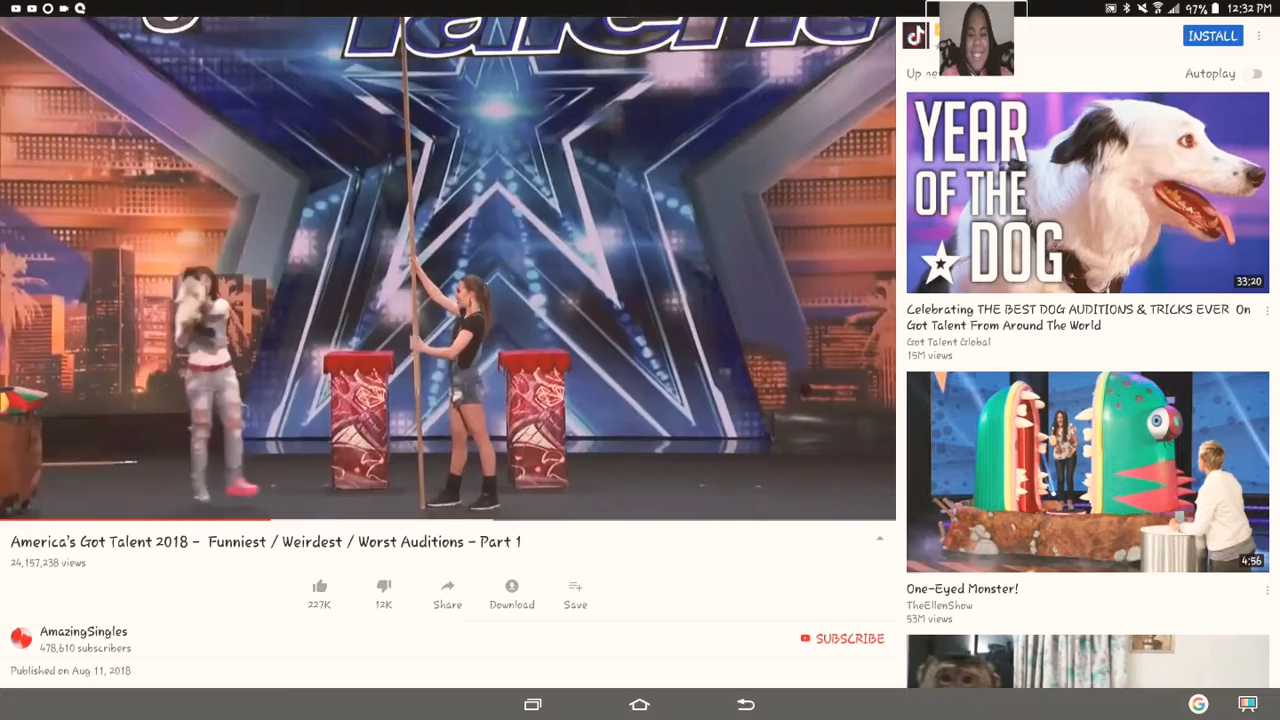 97% 12:32 PM
Talent
INSTALL
Up ne
Autoplay
YEAR
OF THE
DOG
33:20
Celebrating THE BEST DOG AUDITIONS & TRICKS EVER On
Got Talent From Around The World
Got Talent Global
15M views
4:56
One-Eyed Monster!
TheEllenShow
53M views
America's Got Talent 2018 - Funniest / Weirdest / Worst Auditions - Part 1
24,157,238 views
227K
12K
Share
Download
Save
AmazingSingles
478,610 subscribers
SUBSCRIBE
Published on Aug 11, 2018